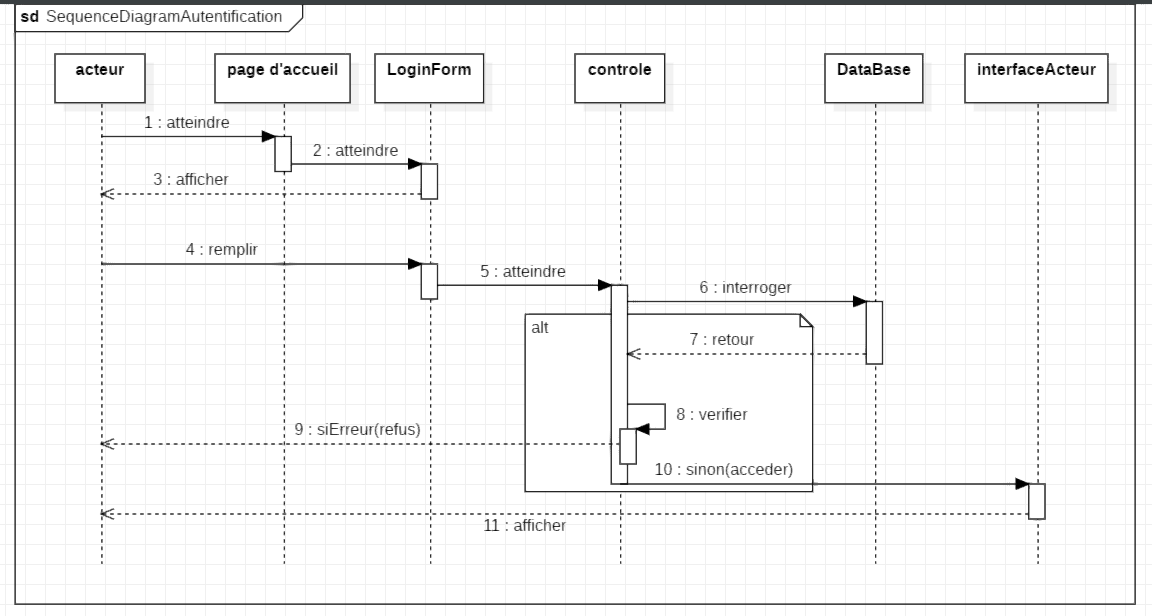 sd SequenceDiagramAutentification
acteur
page d'accueil
LoginForm
controle
DataBase
interfaceActeur
1 : atteindre
2 : atteindre
3 : afficher
4 : remplir
5 : atteindre
6 : interroger
alt
7 : retour
8 : verifier
9 : siErreur(refus)
10 : sinon(acceder)
11 : afficher